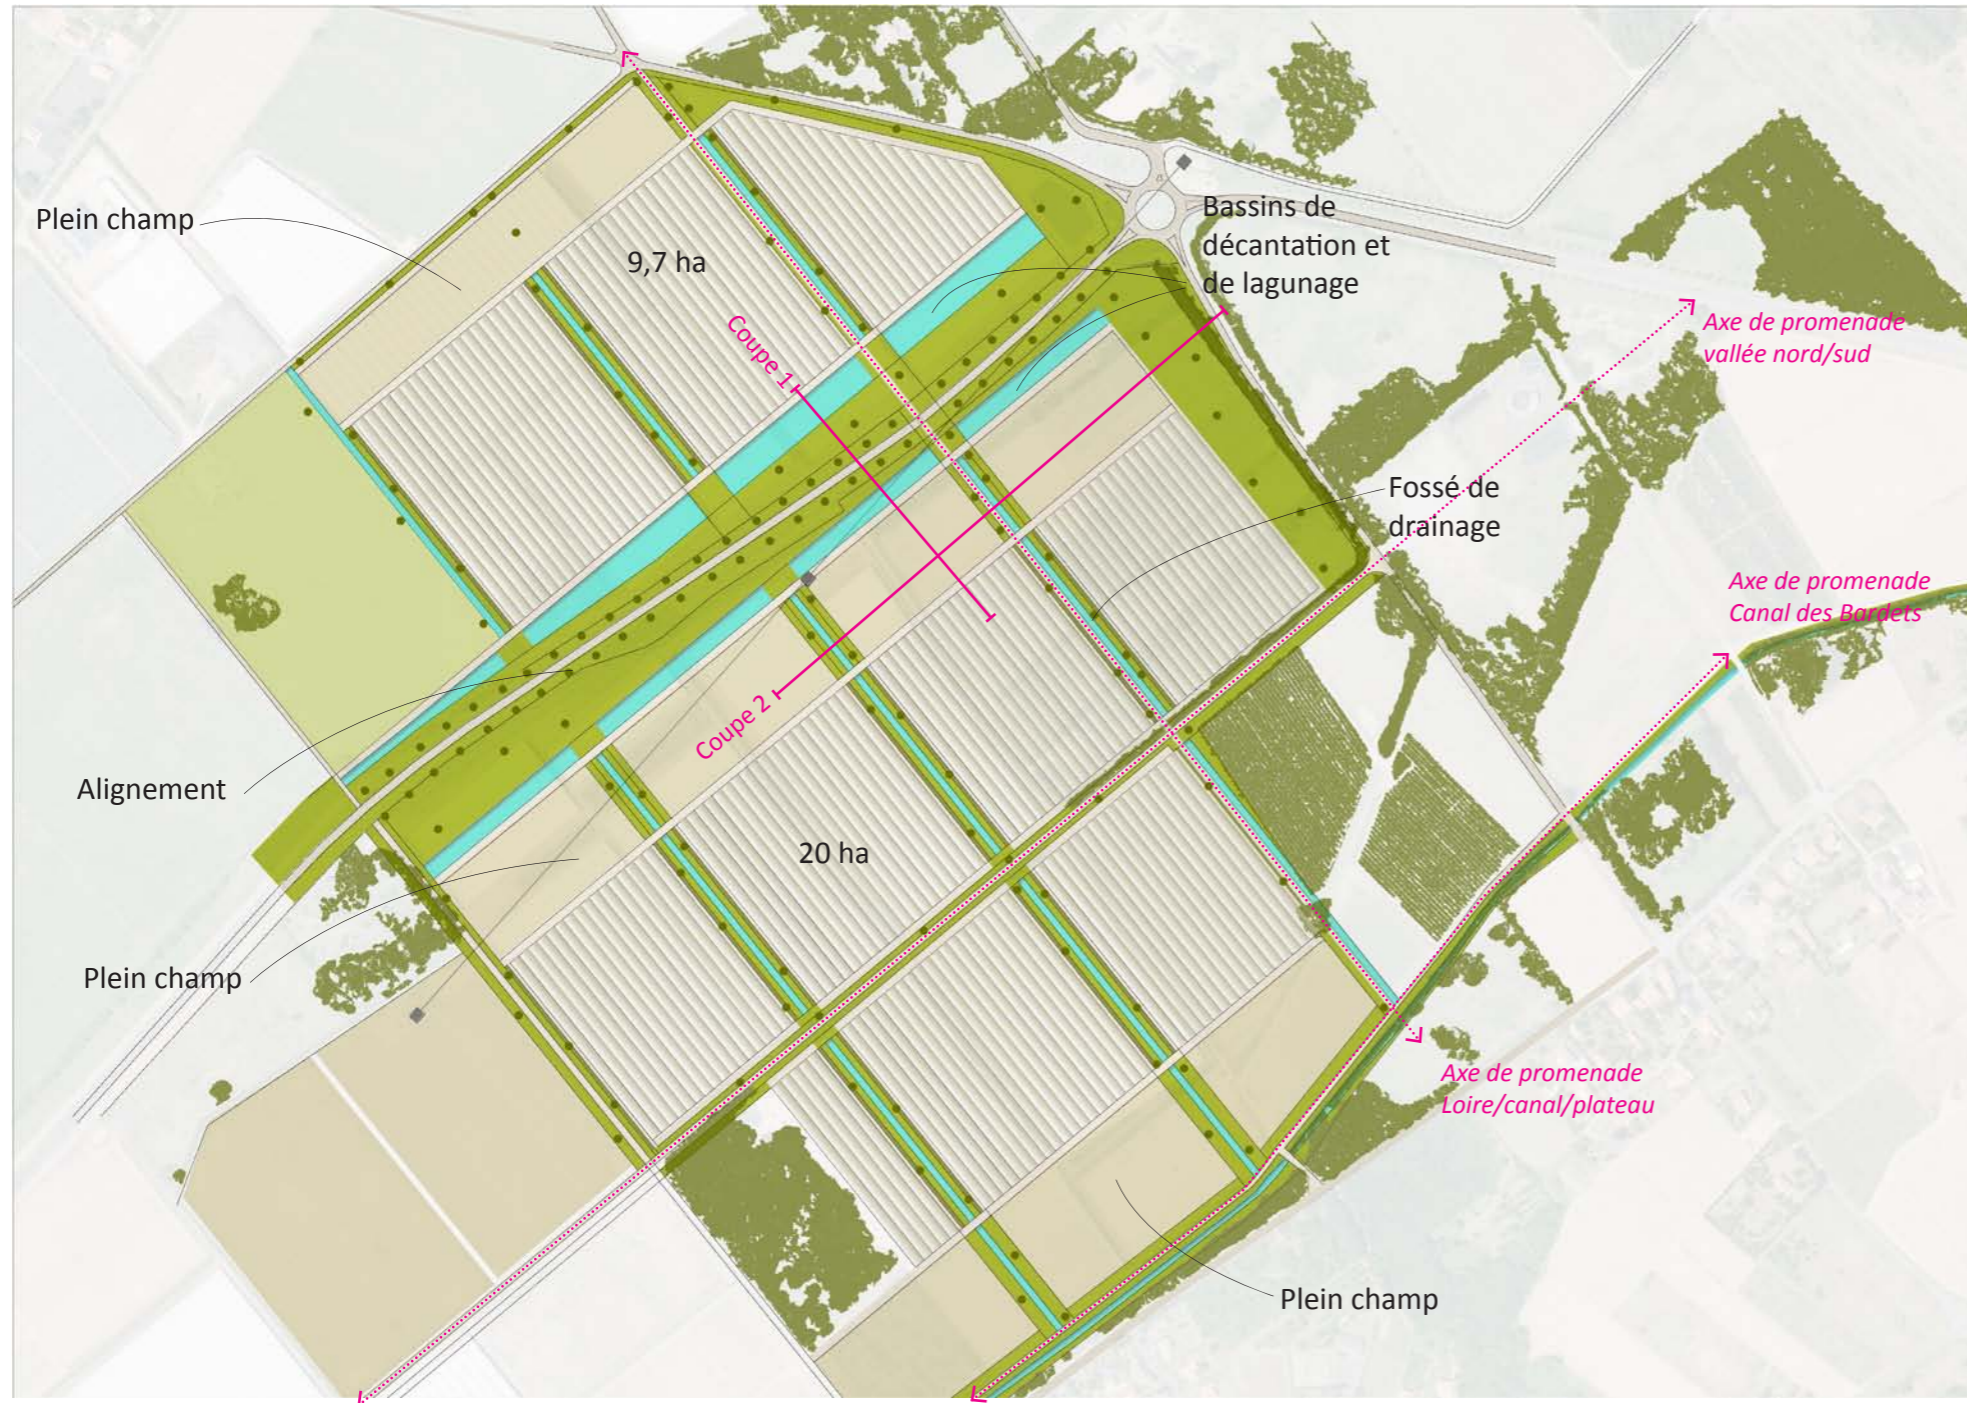 Plein champ
9,7 ha
Bassins de
décantation et
de lagunage
Axe de promenade
vallée nord/sud
Coupe 1
Fossé de
drainage
Axe de promenade
Canal des Bardets
Coupe 2
Alignement
20 ha
Plein champ
Axe de promenade
Loire/canal/plateau
Plein champ